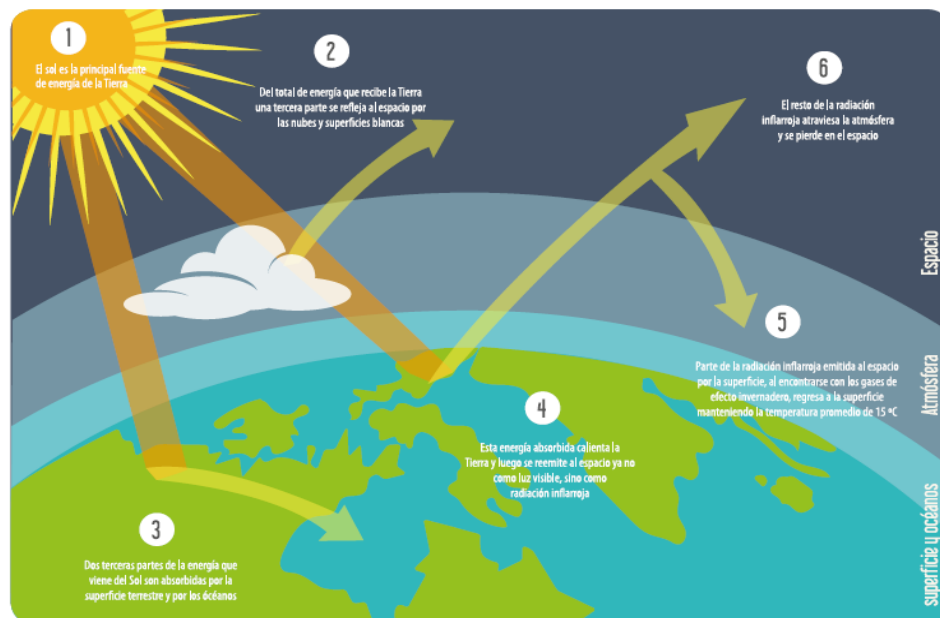 1
El sol es la principal fuente
de energía de la Tierra
2
Del total de energía que recibe la Tierra
una tercera parte se refleja al espacio por
las nubes y superficies blancas
6
El resto de la radiación
inflarroja atraviesa la atmósfera
y se pierde en el espacio
Espacio
5
Parte de la radiación inflarroja emitida al espacio
por la superficie, al encontrarse con los gases de
efecto invernadero, regresa a la superficie
manteniendo la temperatura promedio de 15 ºC
Atmósfera
4
Esta energía absorbida calienta la
Tierra y luego se reemite al espacio ya no
como luz visible, sino como
radiación inflarroja
3
Dos terceras partes de la energía que
viene del Sol son absorbidas por la
superficie terrestre y por los océanos
superficie y océanos